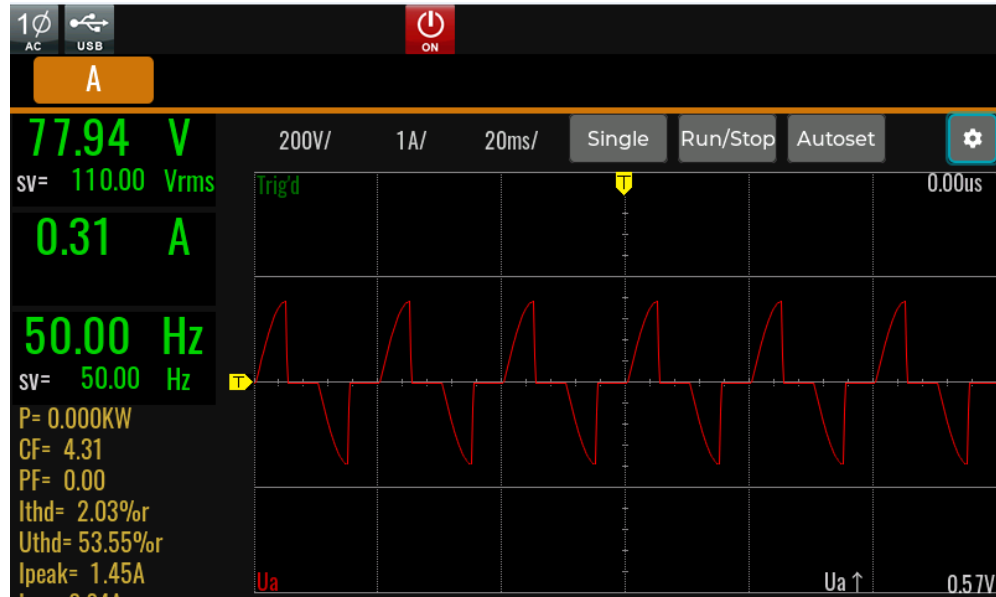 1Ø
AC
USB
ON
A
77.94 V
sv= 110.00 Vrms
0.31 A
50.00 Hz
sv= 50.00 Hz
P= 0.000KW
CF= 4.31
PF= 0.00
Ithd= 2.03%r
Uthd= 53.55%r
Ipeak= 1.45A
200V/ 1A/ 20ms/ Single Run/Stop Autoset
Trig'd T 0.00us
T
Ua Ua↑ 0.57V